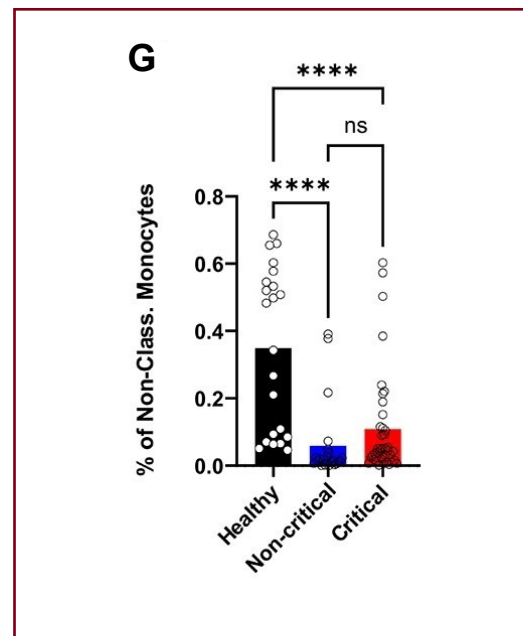 G
****
ns
****
% of Non-Class. Monocytes
0.8
0.6
0.4
0.2
0.0
Healthy
Non-critical
Critical